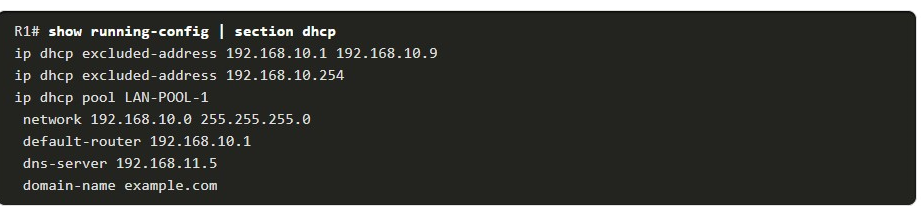 R1# show running-config | section dhcp
ip dhcp excluded-address 192.168.10.1 192.168.10.9
ip dhcp excluded-address 192.168.10.254
ip dhcp pool LAN-POOL-1
 network 192.168.10.0 255.255.255.0
 default-router 192.168.10.1
 dns-server 192.168.11.5
 domain-name example.com